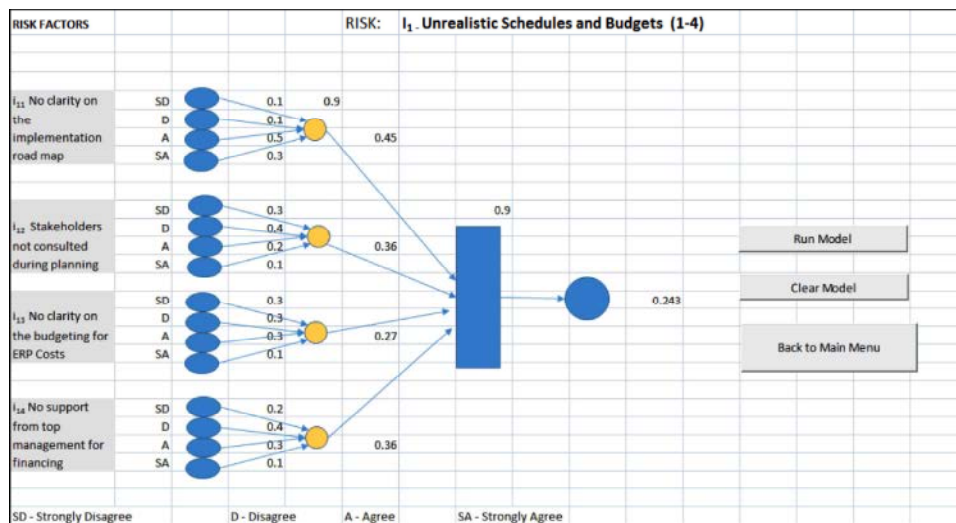 RISK FACTORS RISK: I1 . Unrealistic Schedules and Budgets (1-4)
i11 No clarity on
the
implementation
road map
SD 0.1 0.9
D 0.1
A 0.5 0.45
SA 0.3
i12 Stakeholders
not consulted
during planning
SD 0.3 0.9
D 0.4
A 0.2 0.36
SA 0.1
Run Model
Clear Model
Back to Main Menu
i13 No clarity on
the budgeting for
ERP Costs
SD 0.3 0.243
D 0.3
A 0.3 0.27
SA 0.1
i14 No support
from top
management for
financing
SD 0.2
D 0.4
A 0.3 0.36
SA 0.1
SD - Strongly Disagree D - Disagree A - Agree SA - Strongly Agree